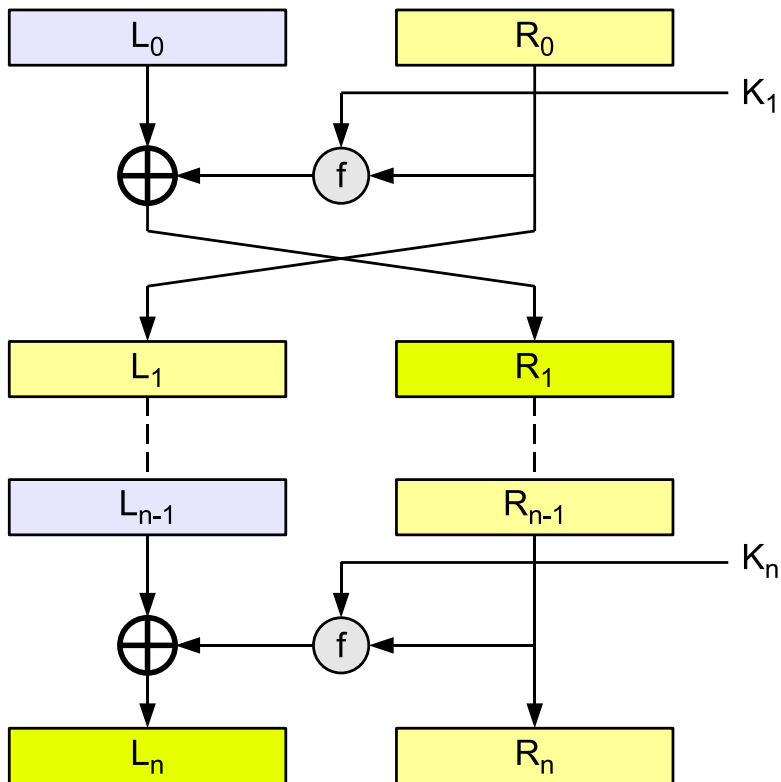 L₀ R₀
K₁
f
L₁ R₁
Lₙ₋₁ Rₙ₋₁
Kₙ
f
Lₙ Rₙ